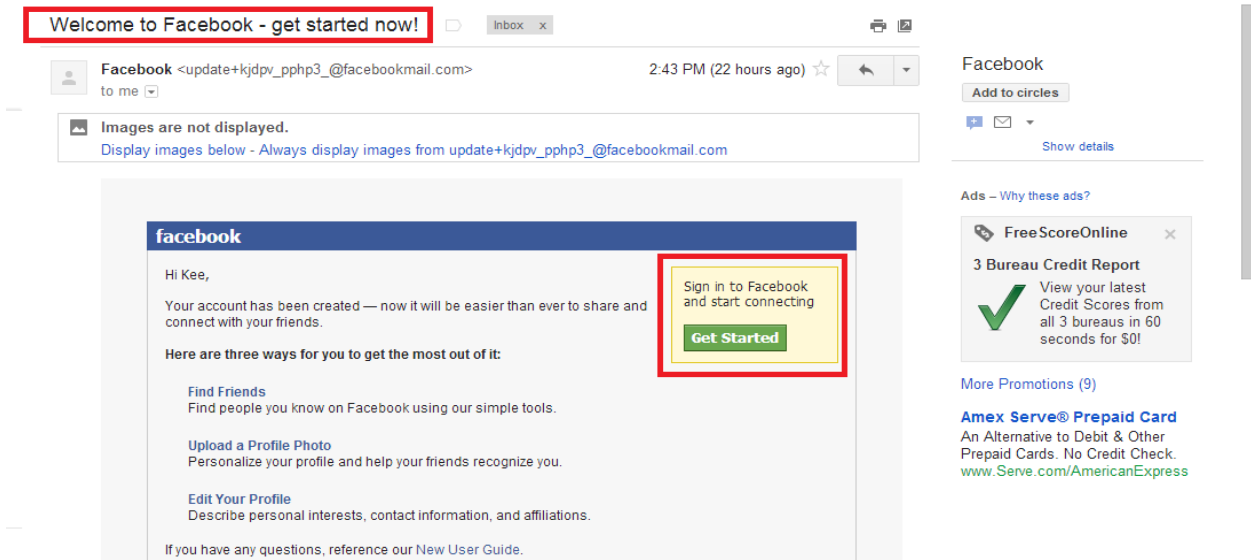 Welcome to Facebook - get started now!
Inbox x
Facebook <update+kjdpv_pphp3_@facebookmail.com>
2:43 PM (22 hours ago)
to me
Images are not displayed.
Display images below - Always display images from update+kjdpv_pphp3_@facebookmail.com
facebook
Hi Kee,
Your account has been created — now it will be easier than ever to share and
connect with your friends.
Here are three ways for you to get the most out of it:
Find Friends
Find people you know on Facebook using our simple tools.
Upload a Profile Photo
Personalize your profile and help your friends recognize you.
Edit Your Profile
Describe personal interests, contact information, and affiliations.
If you have any questions, reference our New User Guide.
Sign in to Facebook
and start connecting
Get Started
Facebook
Add to circles
Show details
Ads – Why these ads?
FreeScoreOnline
3 Bureau Credit Report
View your latest
Credit Scores from
all 3 bureaus in 60
seconds for $0!
More Promotions (9)
Amex Serve® Prepaid Card
An Alternative to Debit & Other
Prepaid Cards. No Credit Check.
www.Serve.com/AmericanExpress